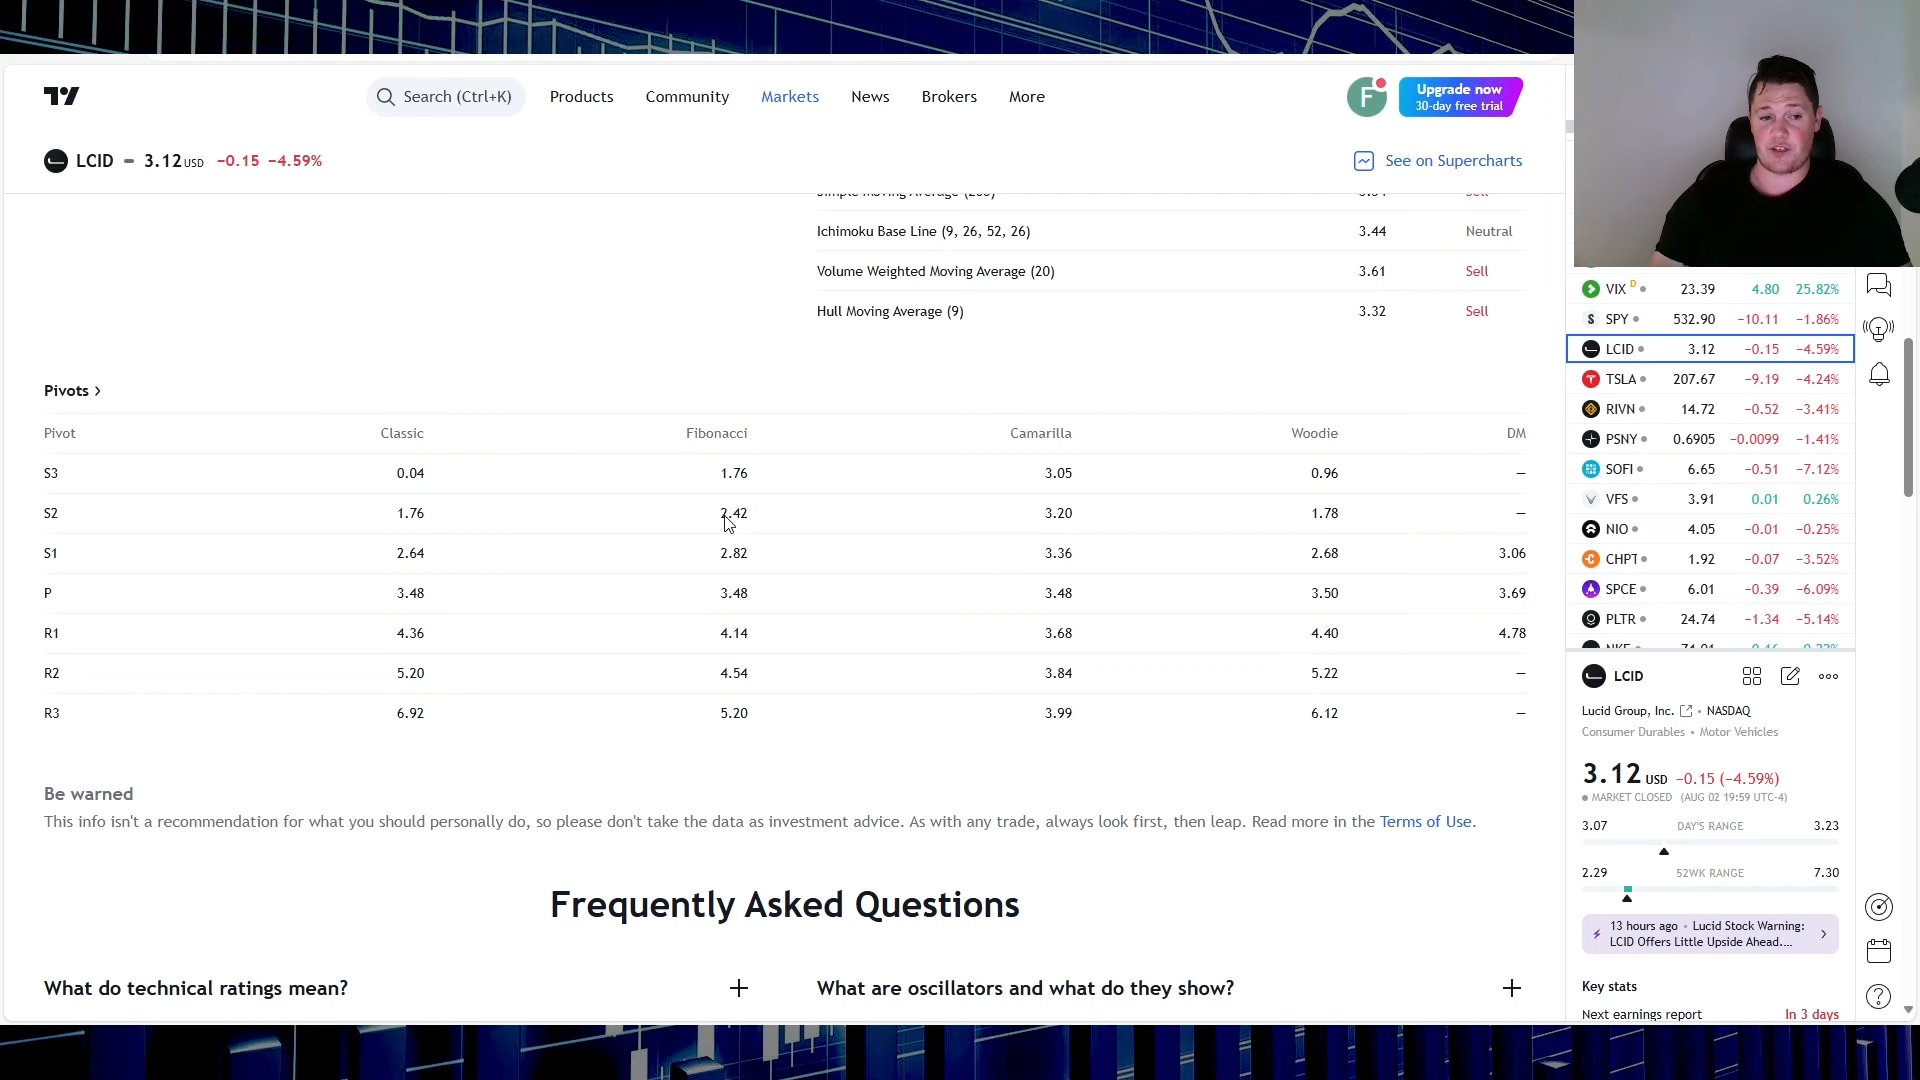 Search (Ctrl+K) Products Community Markets News Brokers More
F
Upgrade now
30-day free trial
LCID 3.12 USD −0.15 −4.59%
See on Supercharts
Ichimoku Base Line (9, 26, 52, 26) 3.44 Neutral
Volume Weighted Moving Average (20) 3.61 Sell
Hull Moving Average (9) 3.32 Sell
Pivots >
Pivot Classic Fibonacci Camarilla Woodie DM
S3 0.04 1.76 3.05 0.96 —
S2 1.76 2.42 3.20 1.78 —
S1 2.64 2.82 3.36 2.68 3.06
P 3.48 3.48 3.48 3.50 3.69
R1 4.36 4.14 3.68 4.40 4.78
R2 5.20 4.54 3.84 5.22 —
R3 6.92 5.20 3.99 6.12 —
Be warned
This info isn't a recommendation for what you should personally do, so please don't take the data as investment advice. As with any trade, always look first, then leap. Read more in the Terms of Use.
Frequently Asked Questions
What do technical ratings mean?
What are oscillators and what do they show?
VIX D 23.39 4.80 25.82%
SPY 532.90 −10.11 −1.86%
LCID 3.12 −0.15 −4.59%
TSLA 207.67 −9.19 −4.24%
RIVN 14.72 −0.52 −3.41%
PSNY 0.6905 −0.0099 −1.41%
SOFI 6.65 −0.51 −7.12%
VFS 3.91 0.01 0.26%
NIO 4.05 −0.01 −0.25%
CHPT 1.92 −0.07 −3.52%
SPCE 6.01 −0.39 −6.09%
PLTR 24.74 −1.34 −5.14%
LCID
Lucid Group, Inc. • NASDAQ
Consumer Durables • Motor Vehicles
3.12 USD −0.15 (−4.59%)
MARKET CLOSED (AUG 02 19:59 UTC-4)
3.07 DAY'S RANGE 3.23
2.29 52WK RANGE 7.30
13 hours ago • Lucid Stock Warning:
LCID Offers Little Upside Ahead....
Key stats
Next earnings report In 3 days